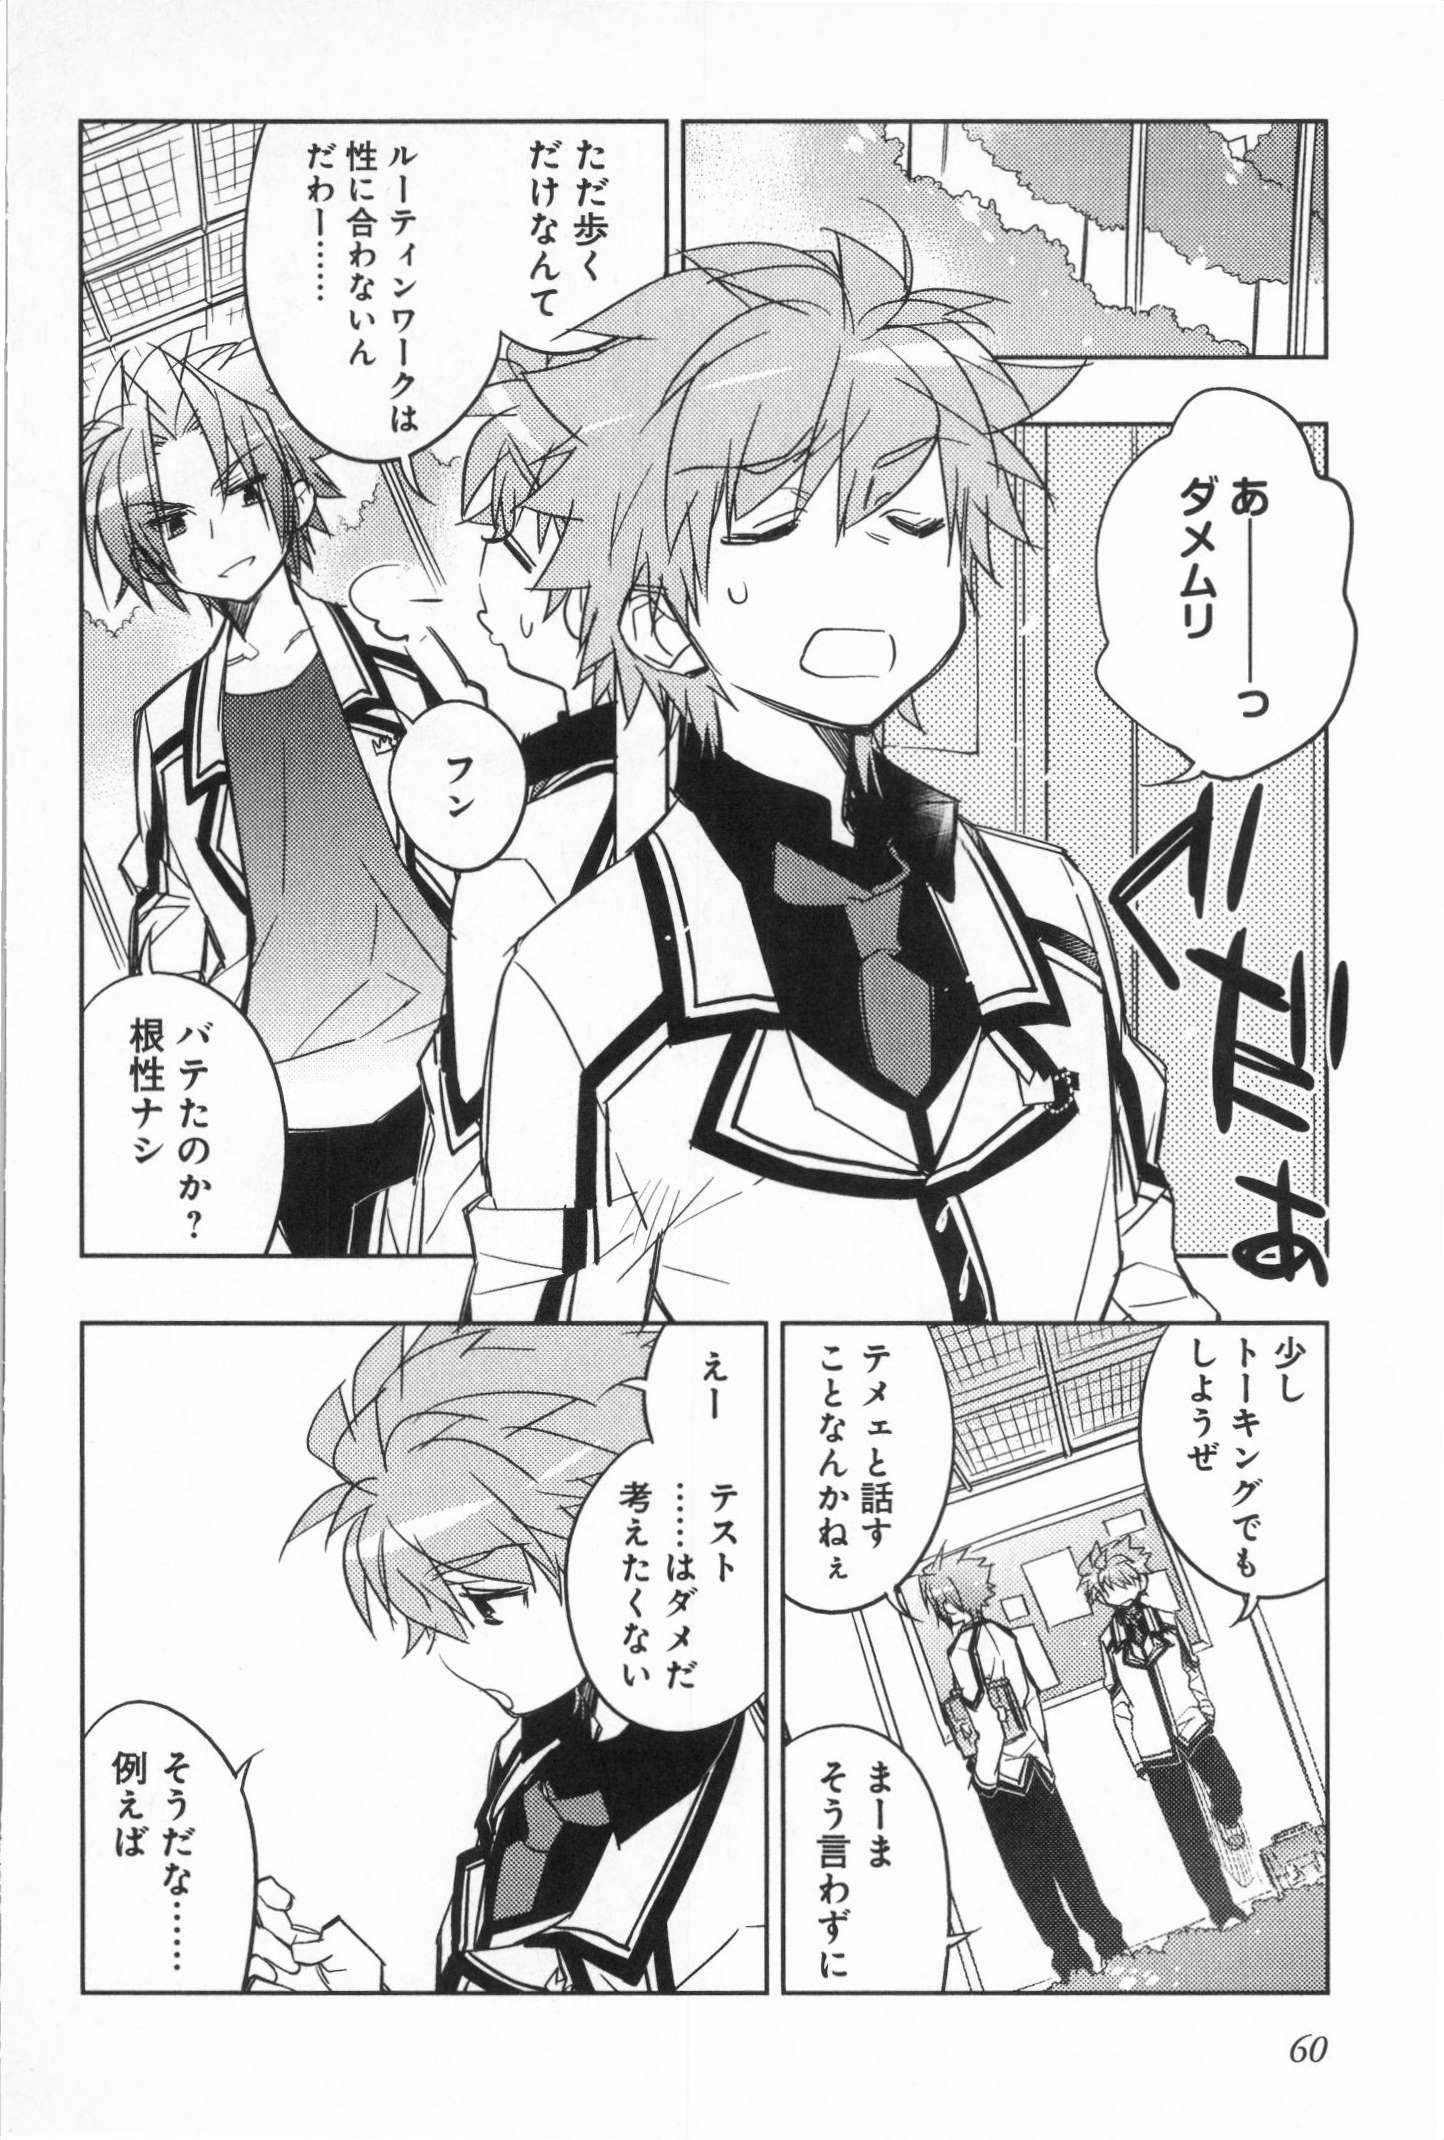 あーーーっ
ダメムリ
ぐだぁ
ただ歩く
だけなんて
ルーティンワークは
性に合わないん
だわー……
フン
バテたのか？
根性ナシ
少し
トーキングでも
しようぜ
テメェと話す
ことなんかねぇ
まーま
そう言わずに
えー
テスト
……はダメだ
考えたくない
そうだな……
例えば
60